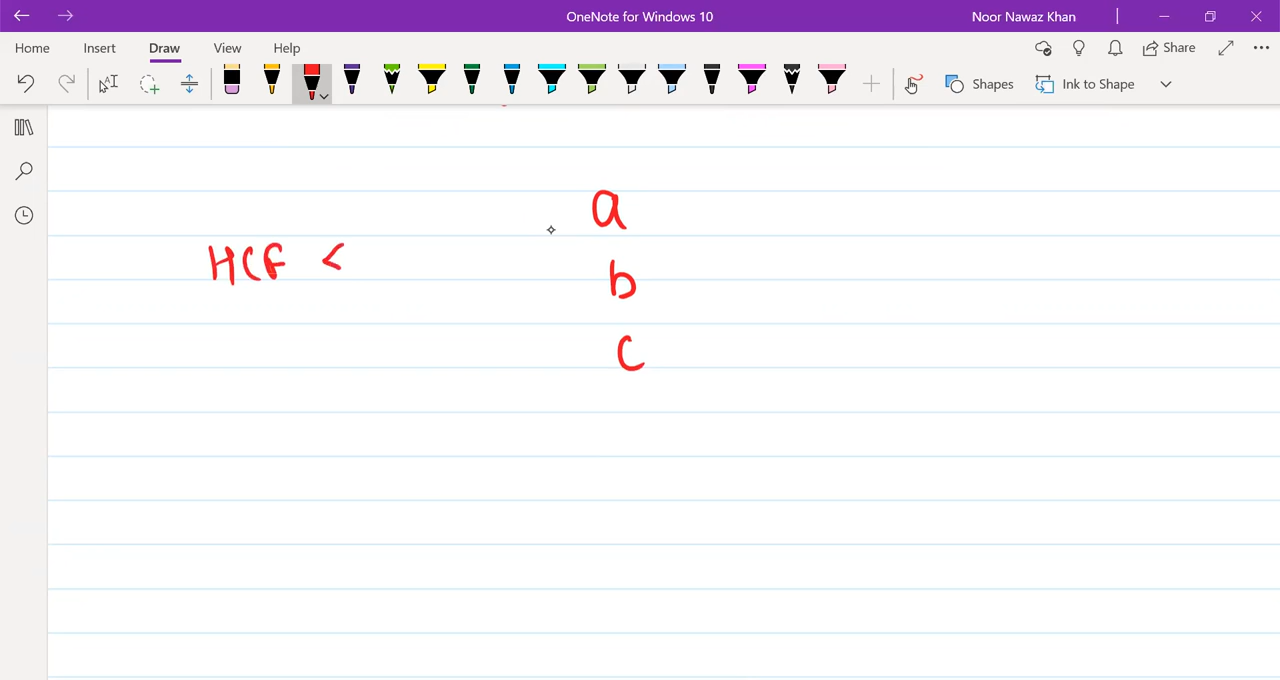 OneNote for Windows 10
Noor Nawaz Khan
Home Insert Draw View Help
Share
Shapes
Ink to Shape
a
HCF <
b
c